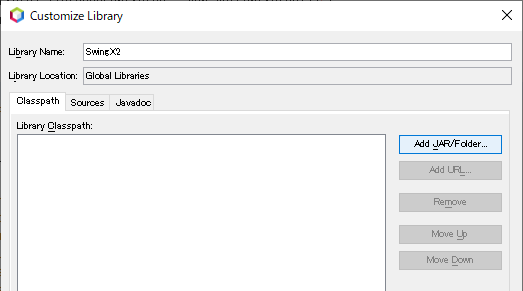 Customize Library
Library Name: SwingX2
Library Location: Global Libraries
Classpath Sources Javadoc
Library Classpath:
Add JAR/Folder...
Add URL...
Remove
Move Up
Move Down